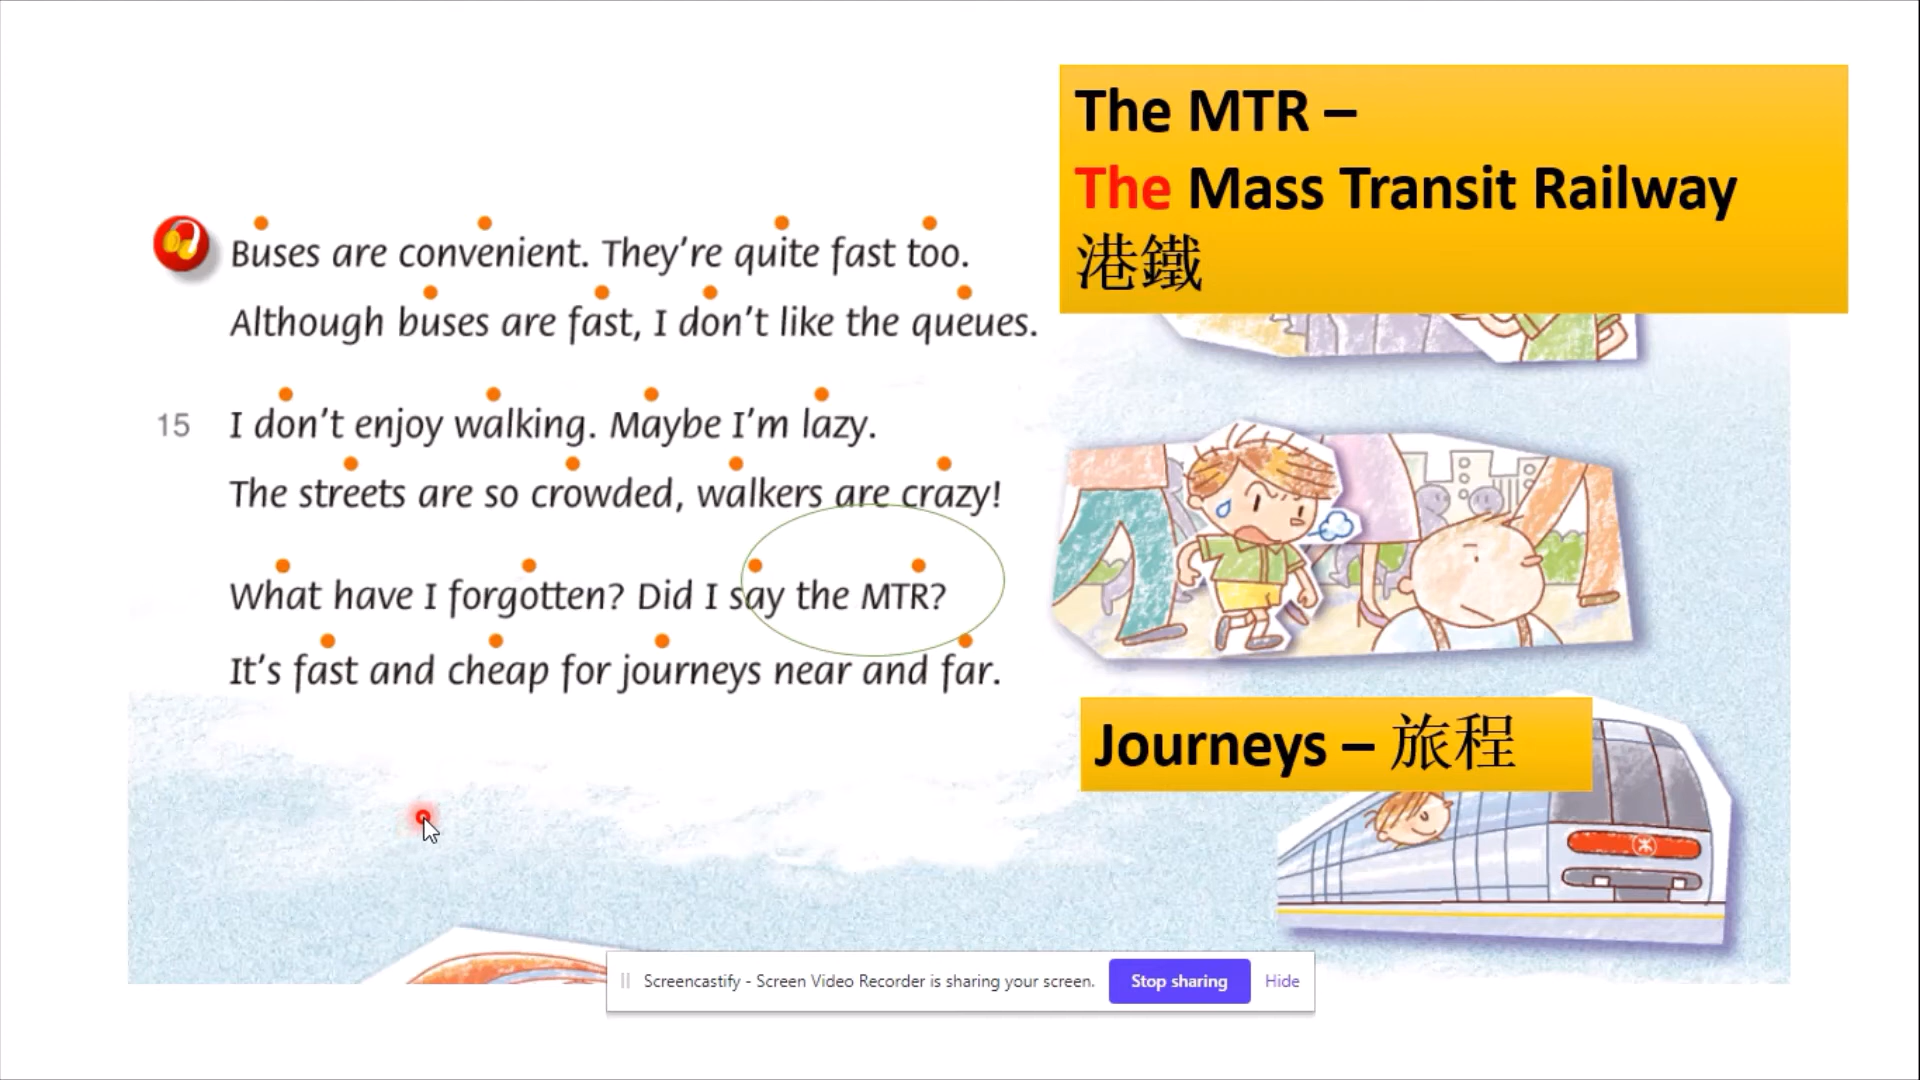 The MTR –
The Mass Transit Railway
港鐵
Buses are convenient. They're quite fast too.
Although buses are fast, I don't like the queues.
15 I don't enjoy walking. Maybe I'm lazy.
The streets are so crowded, walkers are crazy!
What have I forgotten? Did I say the MTR?
It's fast and cheap for journeys near and far.
Journeys – 旅程
Screencastify - Screen Video Recorder is sharing your screen. Stop sharing Hide